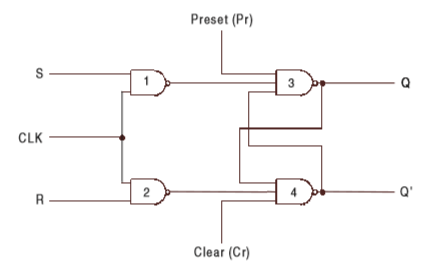 Preset (Pr)
S
1
3
Q
CLK
R
2
4
Q'
Clear (Cr)